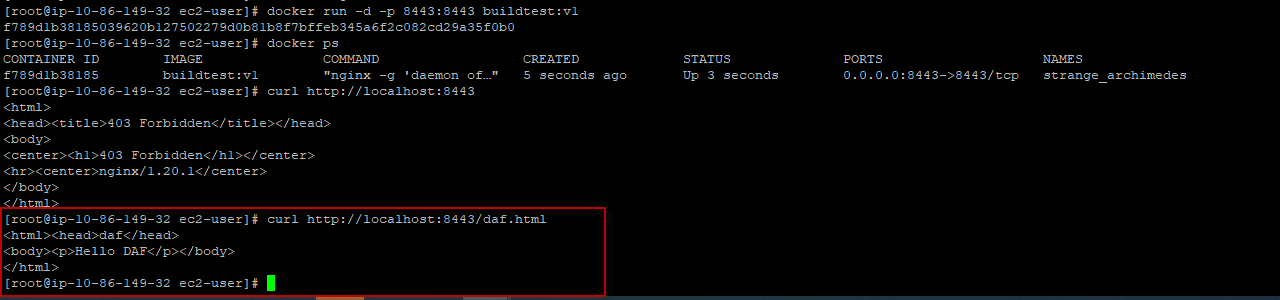 [root@ip-10-86-149-32 ec2-user]# docker run -d -p 8443:8443 buildtest:v1
f789d1b38185039620b127502279d0b81b8f7bffeb345a6f2c082cd29a35f0b0
[root@ip-10-86-149-32 ec2-user]# docker ps
CONTAINER ID        IMAGE               COMMAND                  CREATED             STATUS              PORTS                    NAMES
f789d1b38185        buildtest:v1        "nginx -g 'daemon of…"   5 seconds ago       Up 3 seconds        0.0.0.0:8443->8443/tcp   strange_archimedes
[root@ip-10-86-149-32 ec2-user]# curl http://localhost:8443
<html>
<head><title>403 Forbidden</title></head>
<body>
<center><h1>403 Forbidden</h1></center>
<hr><center>nginx/1.20.1</center>
</body>
</html>
[root@ip-10-86-149-32 ec2-user]# curl http://localhost:8443/daf.html
<html><head>daf</head>
<body><p>Hello DAF</p></body>
</html>
[root@ip-10-86-149-32 ec2-user]#